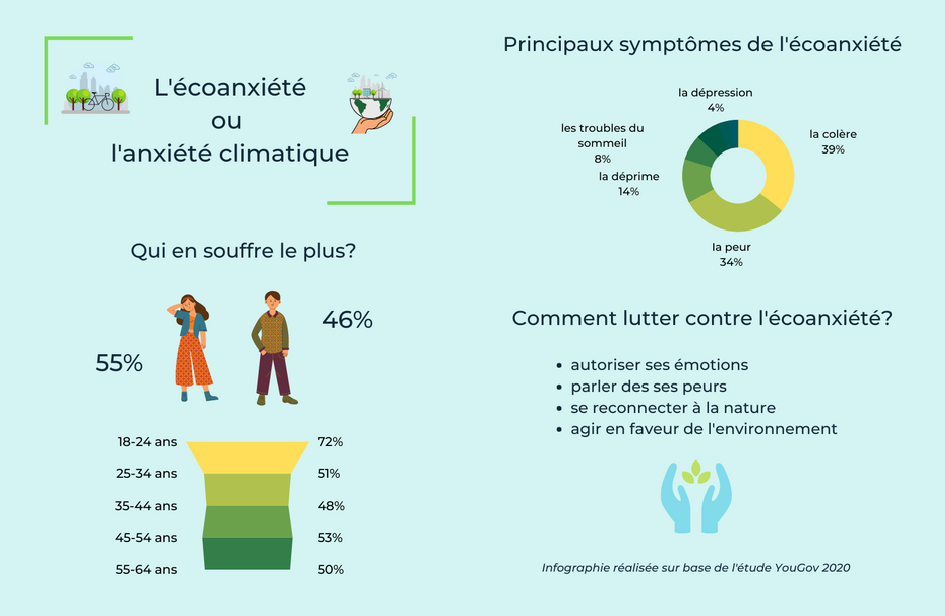 L'écoanxiété
ou
l'anxiété climatique
Qui en souffre le plus?
55%
46%
18-24 ans 72%
25-34 ans 51%
35-44 ans 48%
45-54 ans 53%
55-64 ans 50%
Principaux symptômes de l'écoanxiété
la dépression
4%
la colère
39%
les troubles du
sommeil
8%
la déprime
14%
la peur
34%
Comment lutter contre l'écoanxiété?
• autoriser ses émotions
• parler des ses peurs
• se reconnecter à la nature
• agir en faveur de l'environnement
Infographie réalisée sur base de l'étude YouGov 2020